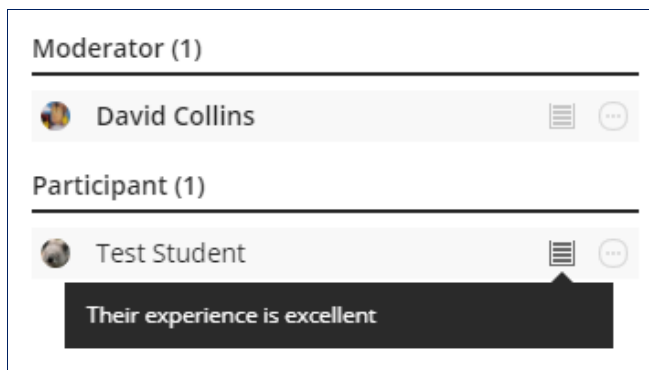 Moderator (1)
David Collins
Participant (1)
Test Student
Their experience is excellent